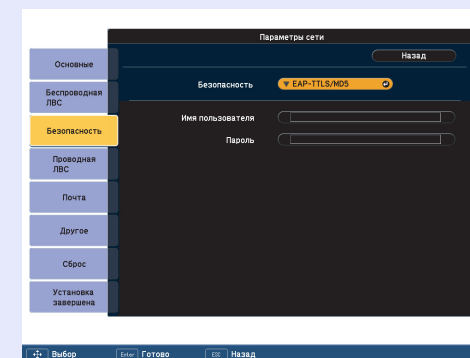 Параметры сети
Назад
Основные
Беспроводная
ЛВС
Безопасность
Проводная
ЛВС
Почта
Другое
Сброс
Установка
завершена
Безопасность
EAP-TTLS/MD5
Имя пользователя
Пароль
Выбор
Enter Готово
ESC Назад